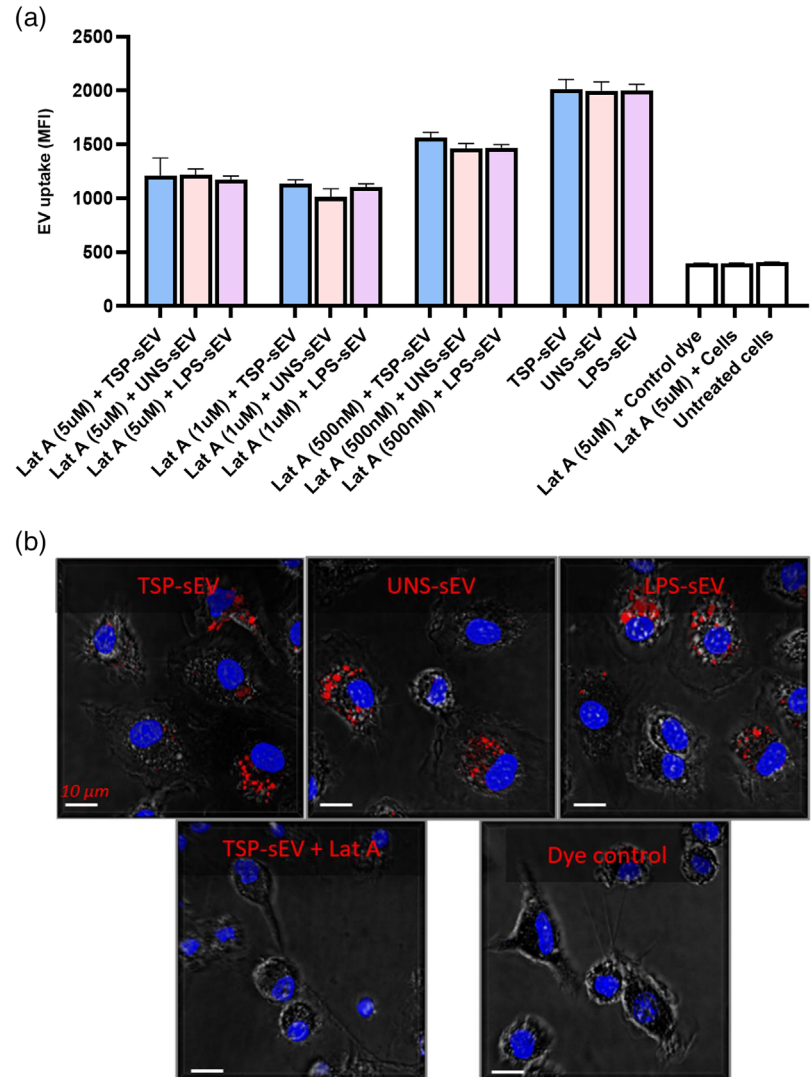 (a)
EV uptake (MFI)
2500
2000
1500
1000
500
0
Lat A (5uM) + TSP-sEV
Lat A (5uM) + UNS-sEV
Lat A (5uM) + LPS-sEV
Lat A (1uM) + TSP-sEV
Lat A (1uM) + UNS-sEV
Lat A (1uM) + LPS-sEV
Lat A (500nM) + TSP-sEV
Lat A (500nM) + UNS-sEV
Lat A (500nM) + LPS-sEV
TSP-sEV
UNS-sEV
LPS-sEV
Lat A (5uM) + Control dye
Lat A (5uM) + Cells
Untreated cells
(b)
TSP-sEV
UNS-sEV
LPS-sEV
10 μm
TSP-sEV + Lat A
Dye control